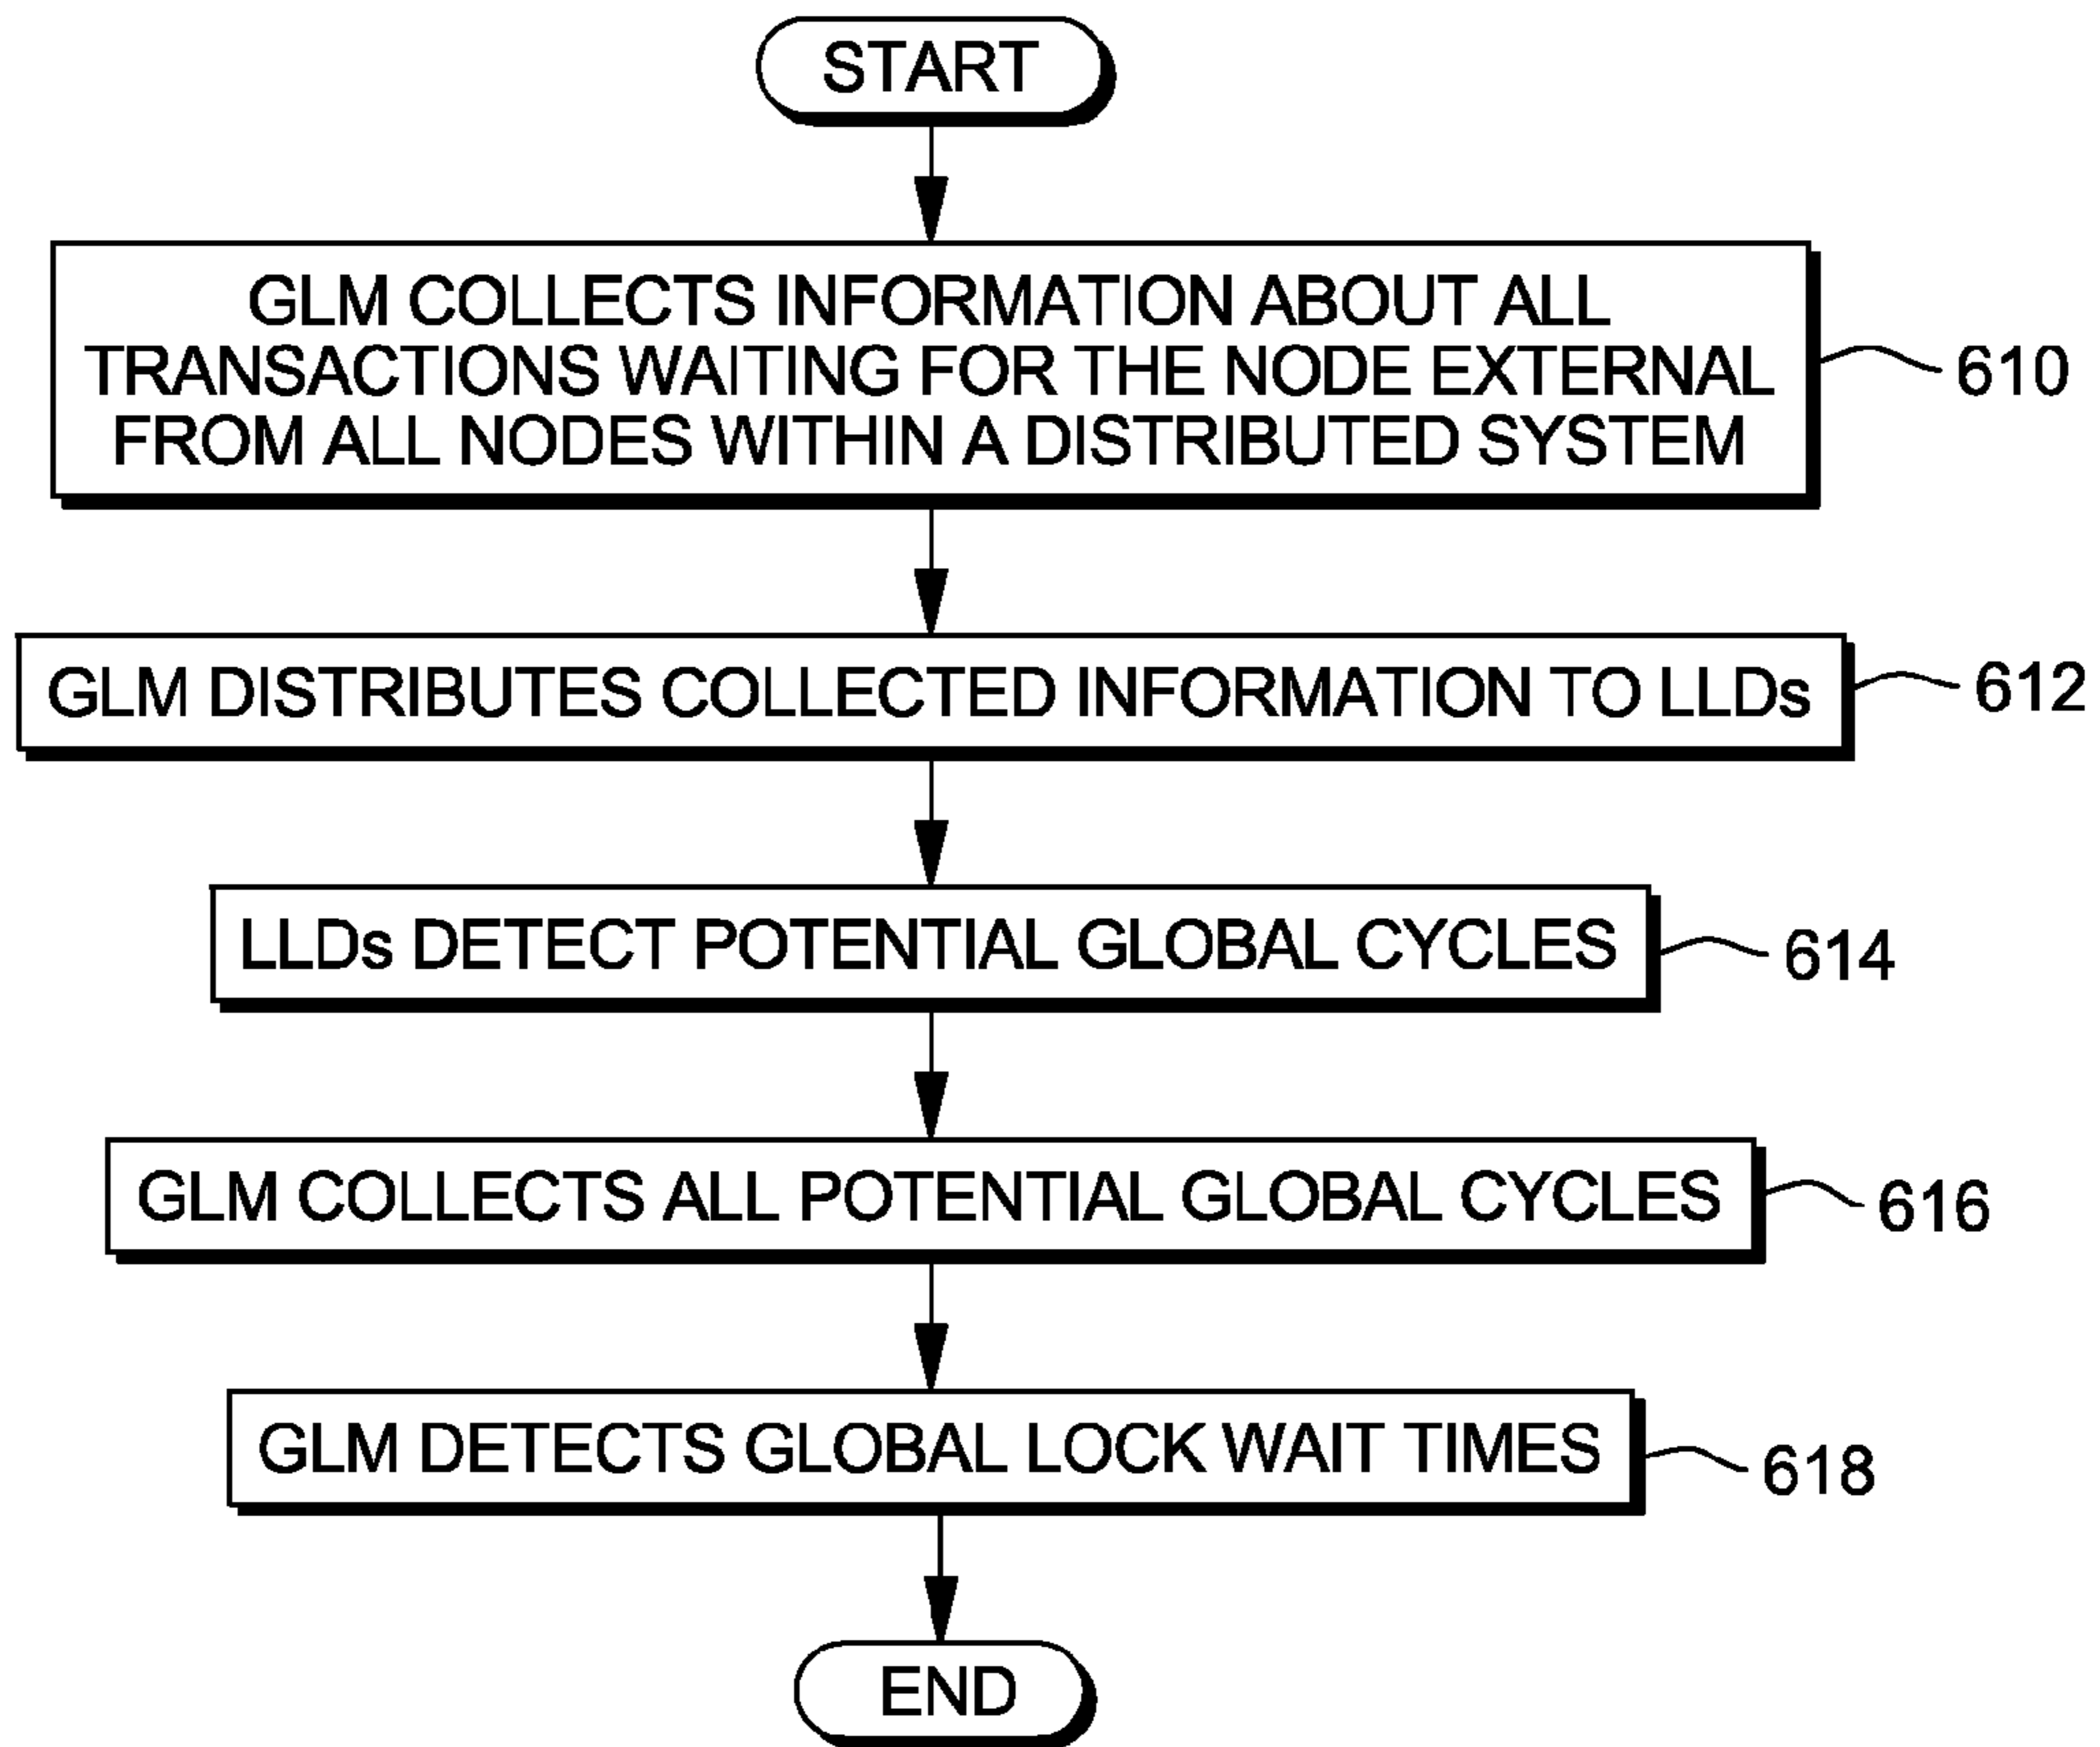 START
GLM COLLECTS INFORMATION ABOUT ALL
TRANSACTIONS WAITING FOR THE NODE EXTERNAL
FROM ALL NODES WITHIN A DISTRIBUTED SYSTEM
610
GLM DISTRIBUTES COLLECTED INFORMATION TO LLDs
612
LLDs DETECT POTENTIAL GLOBAL CYCLES
614
GLM COLLECTS ALL POTENTIAL GLOBAL CYCLES
616
GLM DETECTS GLOBAL LOCK WAIT TIMES
618
END